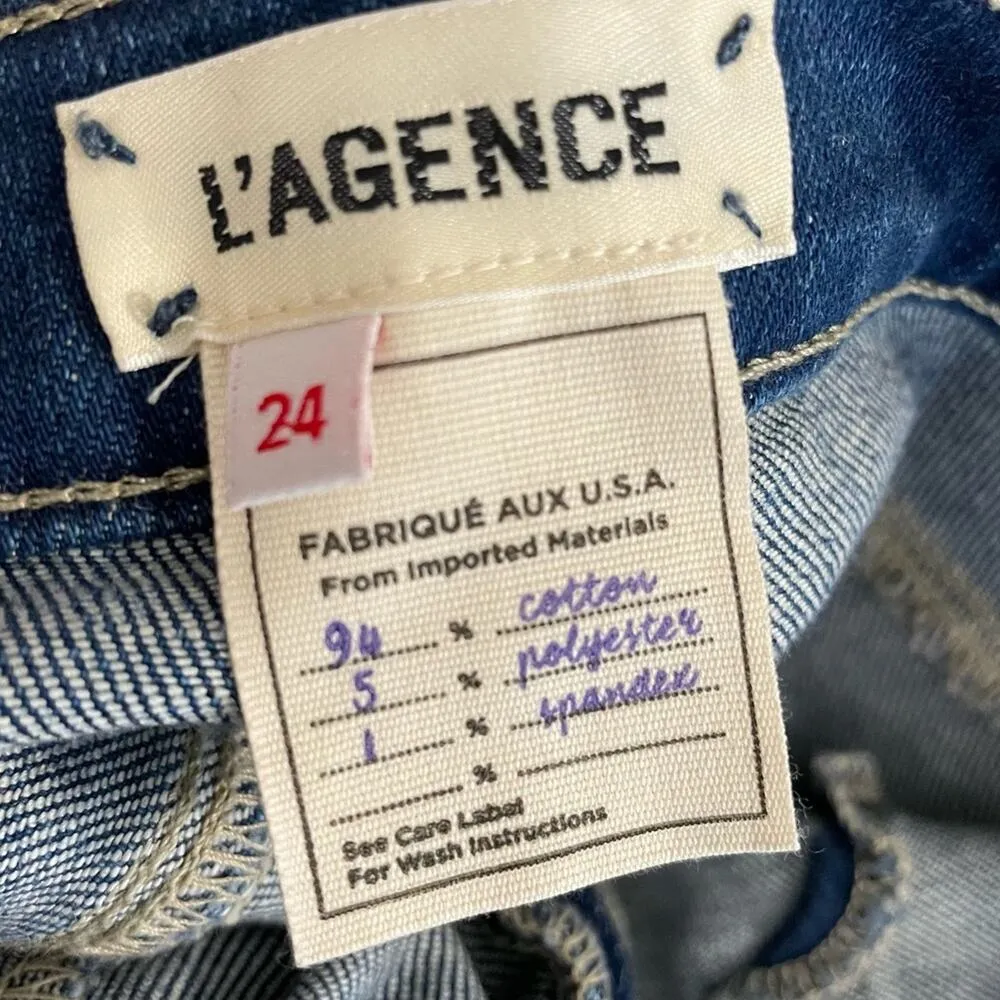 L'AGENCE
24
FABRIQUÉ AUX U.S.A.
From Imported Materials
94 % cotton
5 % polyester
1 % spandex
%
See Care Label
For Wash Instructions